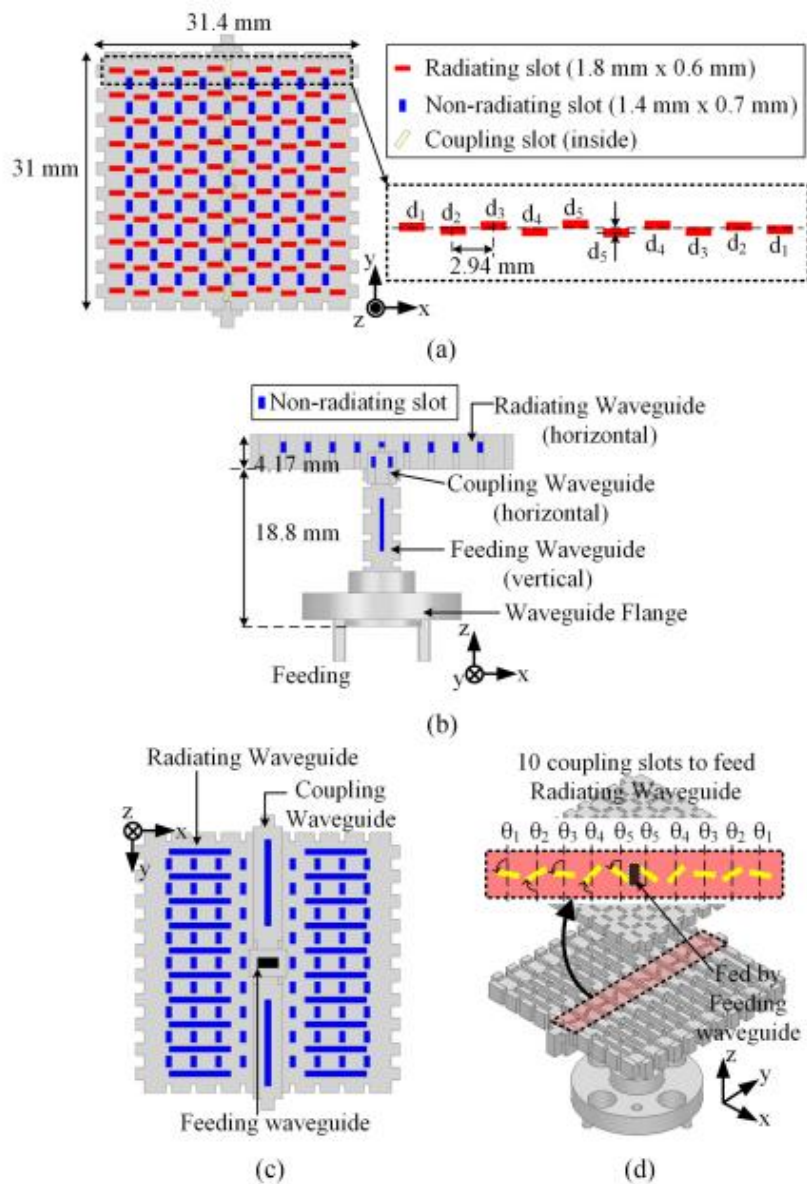 31.4 mm
31 mm
Radiating slot (1.8 mm x 0.6 mm)
Non-radiating slot (1.4 mm x 0.7 mm)
Coupling slot (inside)
d1 d2 d3 d4 d5 d5 d4 d3 d2 d1
2.94 mm
y
z x
(a)
Non-radiating slot
Radiating Waveguide
(horizontal)
4.17 mm
Coupling Waveguide
(horizontal)
18.8 mm
Feeding Waveguide
(vertical)
Waveguide Flange
Feeding
z
y x
(b)
Radiating Waveguide
Coupling
Waveguide
z x
y
Feeding waveguide
(c)
10 coupling slots to feed
Radiating Waveguide
θ1 θ2 θ3 θ4 θ5 θ5 θ4 θ3 θ2 θ1
Fed by
Feeding
waveguide
z
y
x
(d)